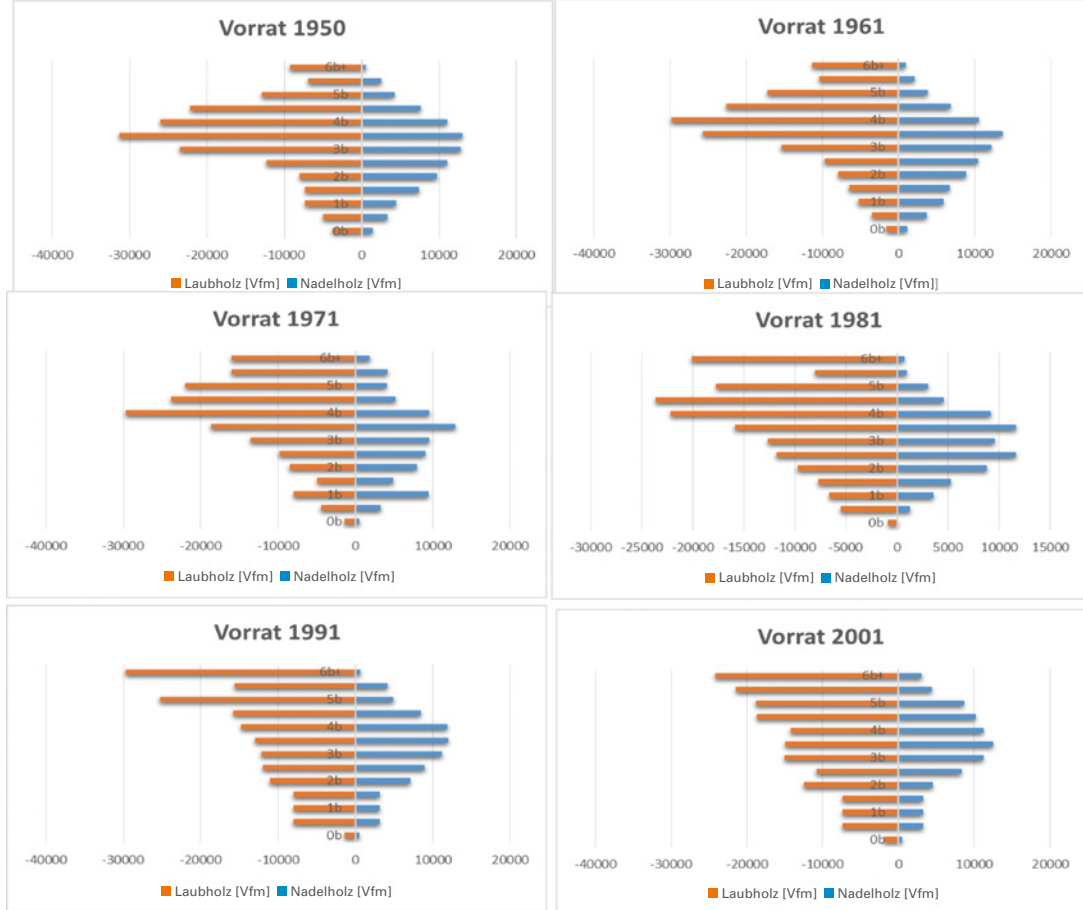 Vorrat 1950
6b+
5b
4b
3b
2b
1b
0b
-40000 -30000 -20000 -10000 0 10000 20000
Laubholz [Vfm] Nadelholz [Vfm]
Vorrat 1961
6b+
5b
4b
3b
2b
1b
0b
-40000 -30000 -20000 -10000 0 10000 20000
Laubholz [Vfm] Nadelholz [Vfm]]
Vorrat 1971
6b+
5b
4b
3b
2b
1b
0b
-40000 -30000 -20000 -10000 0 10000 20000
Laubholz [Vfm] Nadelholz [Vfm]
Vorrat 1981
6b+
5b
4b
3b
2b
1b
0b
-30000 -25000 -20000 -15000 -10000 -5000 0 5000 10000 15000
Laubholz [Vfm] Nadelholz [Vfm]
Vorrat 1991
6b+
5b
4b
3b
2b
1b
0b
-40000 -30000 -20000 -10000 0 10000 20000
Laubholz [Vfm] Nadelholz [Vfm]
Vorrat 2001
6b+
5b
4b
3b
2b
1b
0b
-40000 -30000 -20000 -10000 0 10000 20000
Laubholz [Vfm] Nadelholz [Vfm]